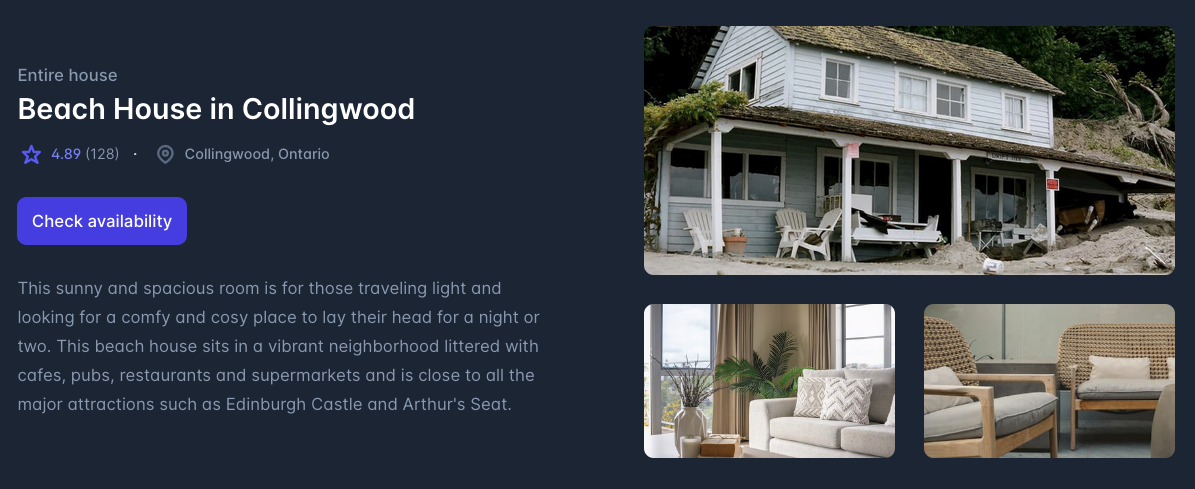 Entire house
Beach House in Collingwood
4.89 (128) · Collingwood, Ontario
Check availability
This sunny and spacious room is for those traveling light and
looking for a comfy and cosy place to lay their head for a night or
two. This beach house sits in a vibrant neighborhood littered with
cafes, pubs, restaurants and supermarkets and is close to all the
major attractions such as Edinburgh Castle and Arthur's Seat.